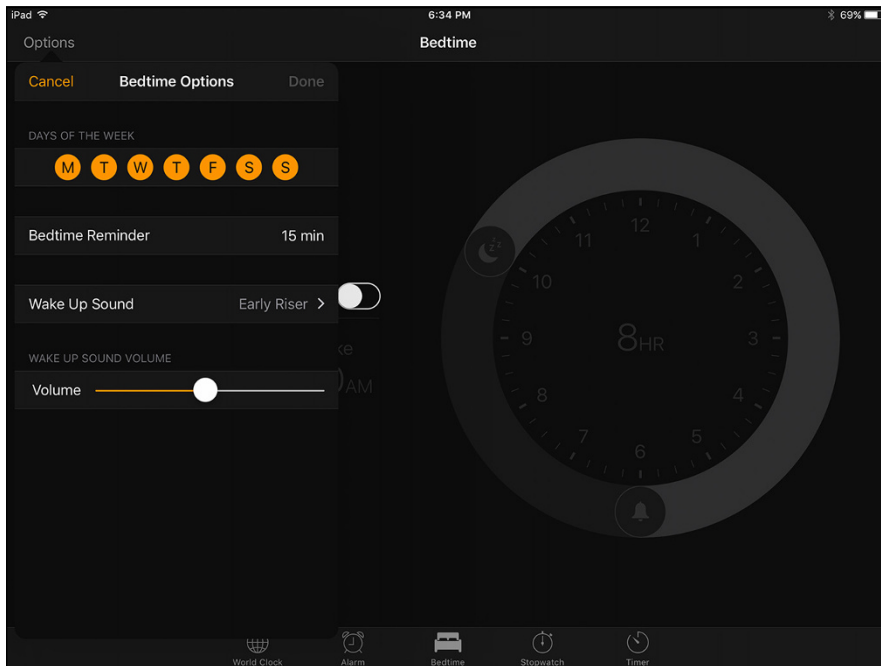 iPad 6:34 PM 69%
Options Bedtime
Cancel Bedtime Options Done
DAYS OF THE WEEK
M T W T F S S
Bedtime Reminder 15 min
Wake Up Sound Early Riser
WAKE UP SOUND VOLUME
Volume
AM
12
1
2
3
4
5
6
7
8
9
10
11
8HR
zzz
World Clock Alarm Bedtime Stopwatch Timer